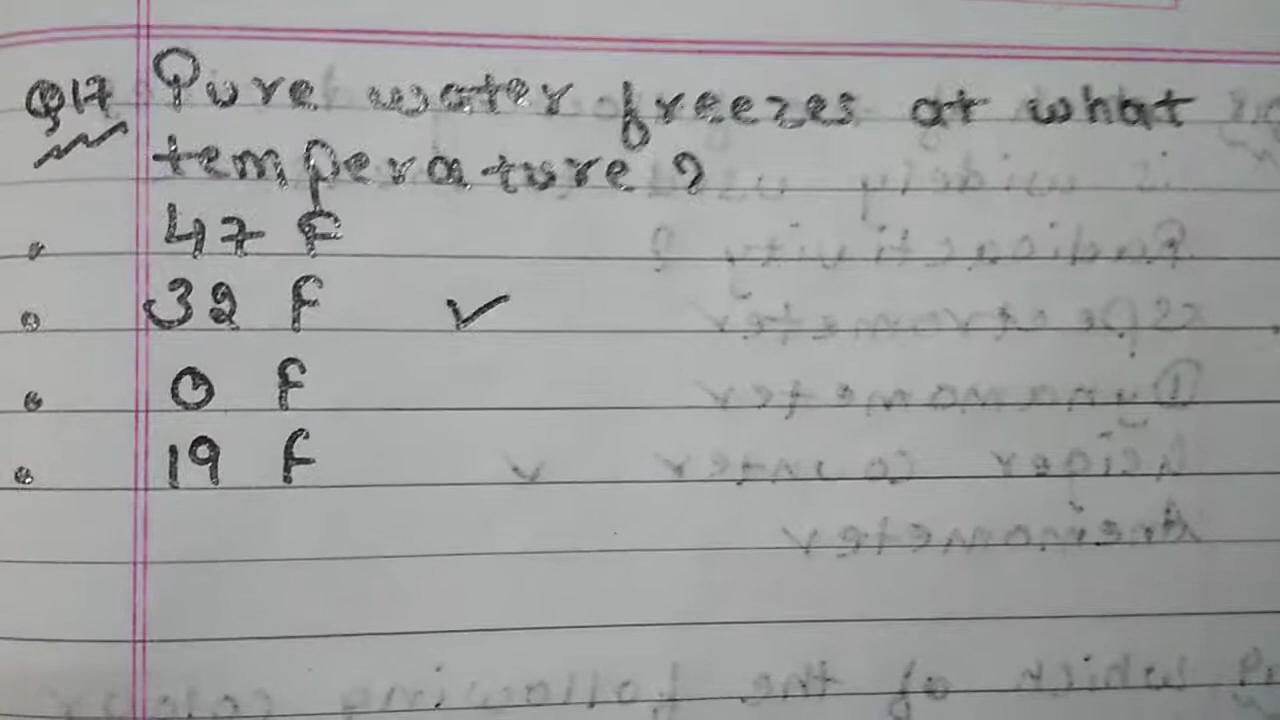 Q17 Pure water freezes at what
temperature ?
47 F
32 F ✓
0 F
19 F